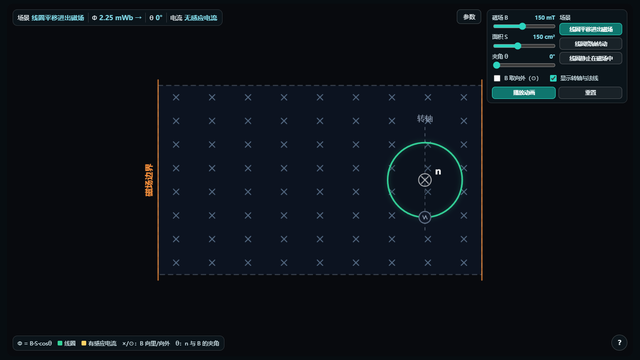 场景 线圈平移进出磁场 Φ 2.25 mWb → θ 0° 电流 无感应电流
参数
磁场 B 150 mT
场景
线圈平移进出磁场
面积 S 150 cm²
线圈绕轴转动
夹角 θ 0°
线圈静止在磁场中
B 取向外 (⊙)
显示转轴与法线
播放动画
重置
转轴
n
磁场边界
Φ = B·S·cosθ 线圈 有感应电流 ×/⊙: B 向里/向外 θ: n 与 B 的夹角
?